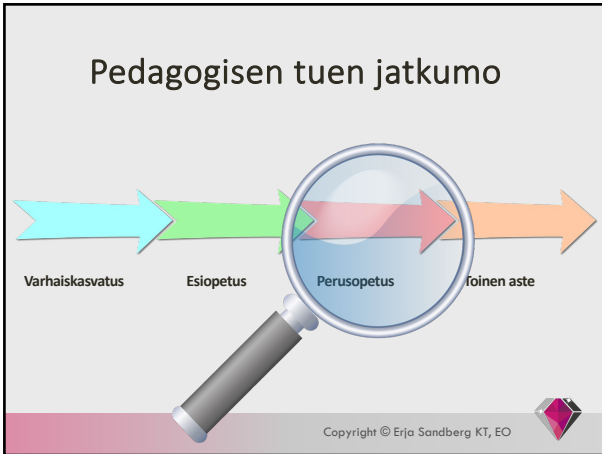 Pedagogisen tuen jatkumo
Varhaiskasvatus Esiopetus Perusopetus Toinen aste
Copyright © Erja Sandberg KT, EO